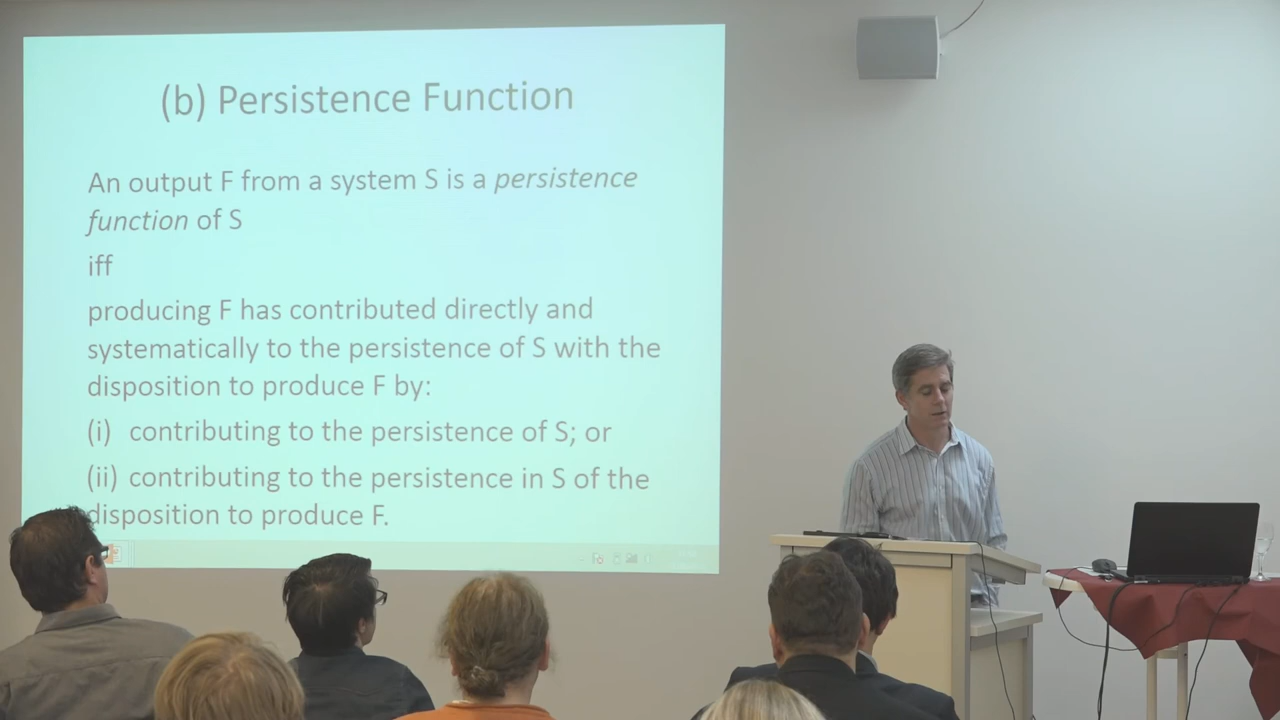 (b) Persistence Function
An output F from a system S is a persistence
function of S
iff
producing F has contributed directly and
systematically to the persistence of S with the
disposition to produce F by:
(i) contributing to the persistence of S; or
(ii) contributing to the persistence in S of the
disposition to produce F.